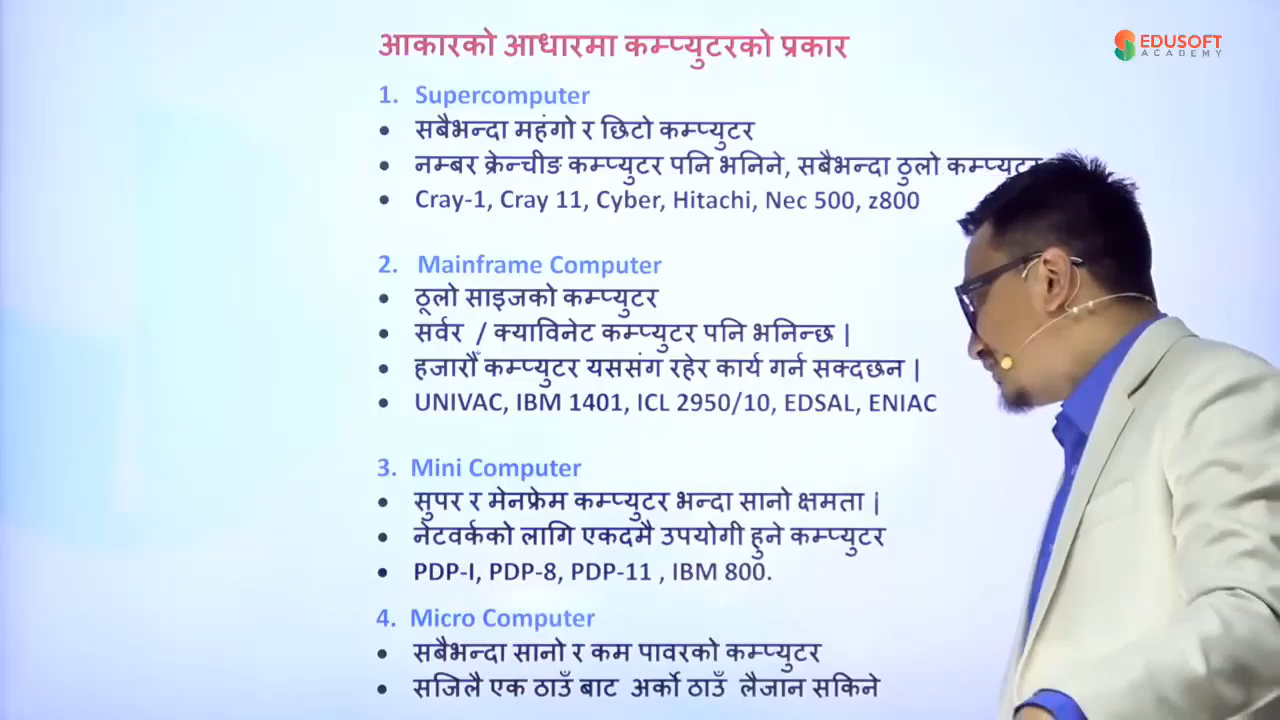 आकारको आधारमा कम्प्युटरको प्रकार
EDUSOFT
ACADEMY
1. Supercomputer
• सबैभन्दा महंगो र छिटो कम्प्युटर
• नम्बर क्रेन्चीङ कम्प्युटर पनि भनिने, सबैभन्दा ठुलो
• Cray-1, Cray 11, Cyber, Hitachi, Nec 500, z800
2. Mainframe Computer
• ठूलो साइजको कम्प्युटर
• सर्वर / क्याविनेट कम्प्युटर पनि भनिन्छ |
• हजारौँ कम्प्युटर यससंग रहेर कार्य गर्न सक्दछन |
• UNIVAC, IBM 1401, ICL 2950/10, EDSAL, ENIAC
3. Mini Computer
• सुपर र मेनफ्रेम कम्प्युटर भन्दा सानो क्षमता |
• नेटवर्कको लागि एकदमै उपयोगी हुने कम्प्युटर
• PDP-I, PDP-8, PDP-11 , IBM 800.
4. Micro Computer
• सबैभन्दा सानो र कम पावरको कम्प्युटर
• सजिलै एक ठाउँ बाट अर्को ठाउँ लैजान सकिने